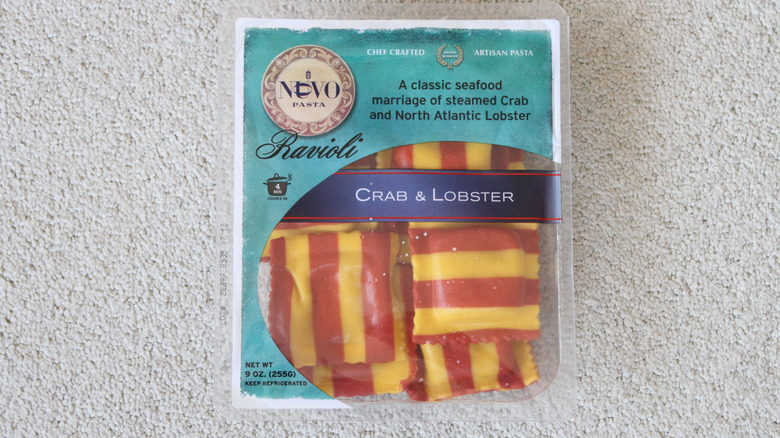 CHEF CRAFTED
ARTISAN PASTA
NUOVO
PASTA
A classic seafood
marriage of steamed Crab
and North Atlantic Lobster
Ravioli
4
MIN
COOKS IN
CRAB & LOBSTER
NET WT
9 OZ. (255G)
KEEP REFRIGERATED